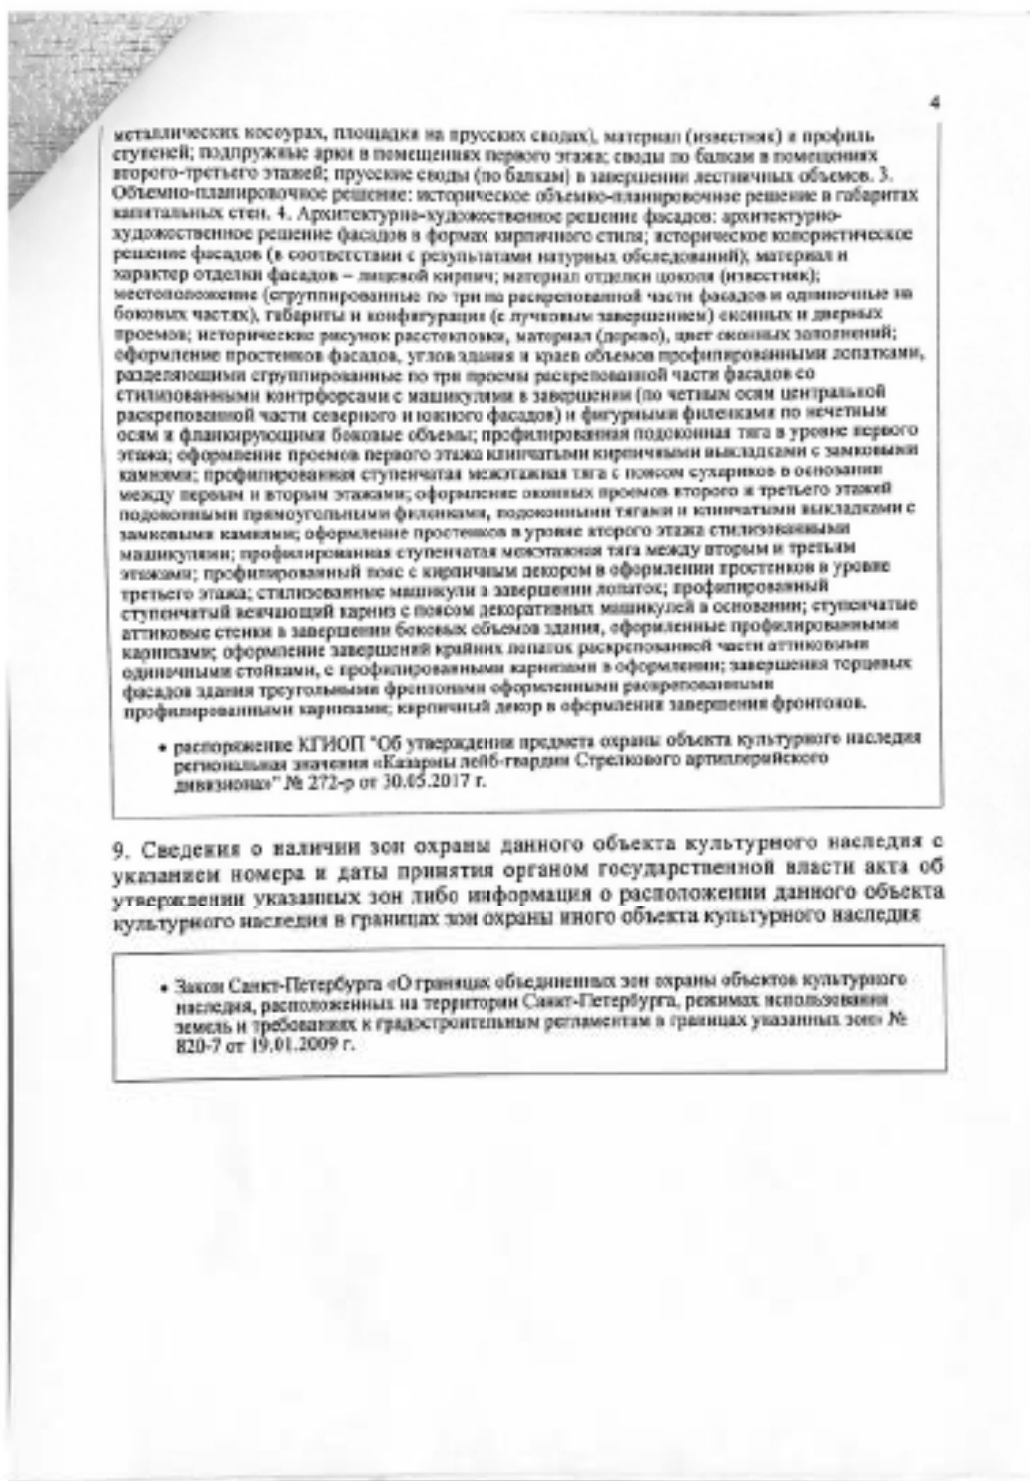 4
металлических косоурах, площадки на прусских сводах), материал (известняк) и профиль
ступеней; подпружные арки в помещениях первого этажа; своды по балкам в помещениях
второго-третьего этажей; прусские своды (по балкам) в завершении лестничных объемов. 3.
Объемно-планировочное решение: историческое объемно-планировочное решение в габаритах
капитальных стен. 4. Архитектурно-художественное решение фасадов: архитектурно-
художественное решение фасадов в формах кирпичного стиля; историческое колористическое
решение фасадов (в соответствии с результатами натурных обследований); материал и
характер отделки фасадов – лицевой кирпич; материал отделки цоколя (известняк);
местоположение (сгруппированные по три на раскрепованной части фасадов и одиночные на
боковых частях), габариты и конфигурация (с лучковым завершением) оконных и дверных
проемов; исторические рисунок расстекловки, материал (дерево), цвет оконных заполнений;
оформление простенков фасадов, углов здания и краев объемов профилированными лопатками,
разделяющими сгруппированные по три проемы раскрепованной части фасадов со
стилизованными контрфорсами с машикулями в завершении (по четным осям центральной
раскрепованной части северного и южного фасадов) и фигурными филенками по нечетным
осям и фланкирующими боковые объемы; профилированная подоконная тяга в уровне первого
этажа; оформление проемов первого этажа клинчатыми кирпичными выкладками с замковыми
камнями; профилированная ступенчатая межэтажная тяга с поясом сухариков в основании
между первым и вторым этажами; оформление оконных проемов второго и третьего этажей
подоконными прямоугольными филенками, подоконными тягами и клинчатыми выкладками с
замковыми камнями; оформление простенков в уровне второго этажа стилизованными
машикулями; профилированная ступенчатая межэтажная тяга между вторым и третьим
этажами; профилированный пояс с кирпичным декором в оформлении простенков в уровне
третьего этажа; стилизованные машикули в завершении лопаток; профилированный
ступенчатый венчающий карниз с поясом декоративных машикулей в основании; ступенчатые
аттиковые стенки в завершении боковых объемов здания, оформленные профилированными
карнизами; оформление завершений крайних лопаток раскрепованной части аттиковыми
одиночными стойками, с профилированными карнизами в оформлении; завершения торцевых
фасадов здания треугольными фронтонами оформленными раскрепованными
профилированными карнизами; кирпичный декор в оформлении завершения фронтонов.
• распоряжение КГИОП "Об утверждении предмета охраны объекта культурного наследия
регионального значения «Казармы лейб-гвардии Стрелкового артиллерийского
дивизиона»" № 272-р от 30.05.2017 г.
9. Сведения о наличии зон охраны данного объекта культурного наследия с
указанием номера и даты принятия органом государственной власти акта об
утверждении указанных зон либо информация о расположении данного объекта
культурного наследия в границах зон охраны иного объекта культурного наследия
• Закон Санкт-Петербурга «О границах объединенных зон охраны объектов культурного
наследия, расположенных на территории Санкт-Петербурга, режимах использования
земель и требованиях к градостроительным регламентам в границах указанных зон» №
820-7 от 19.01.2009 г.